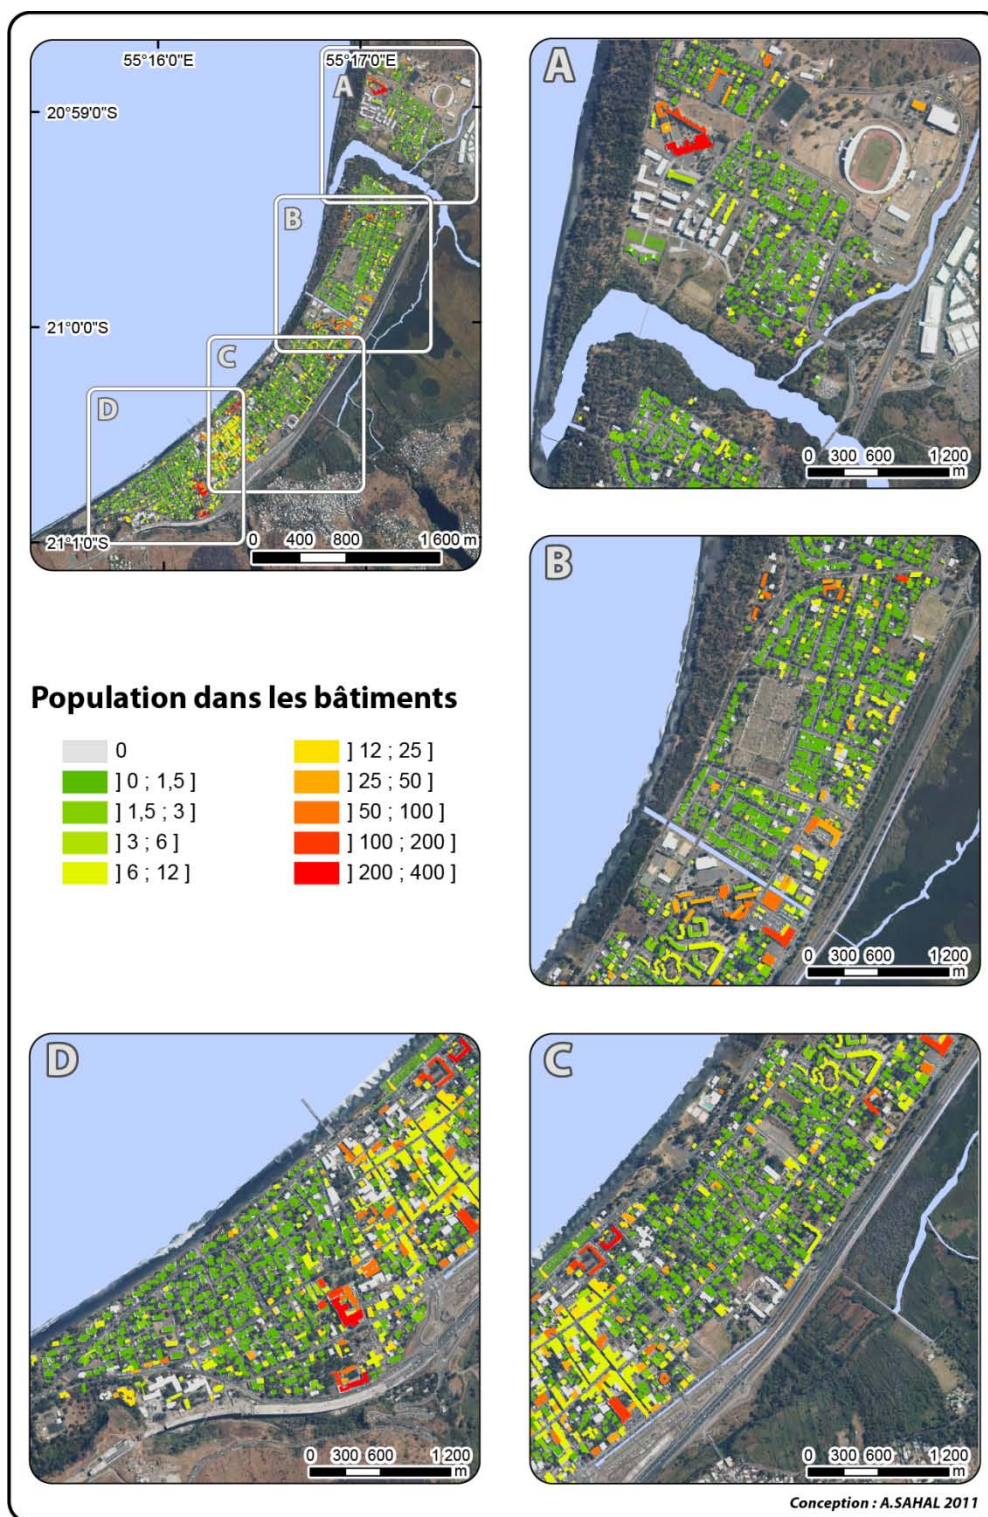 55°16'0"E
55°17'0"E
20°59'0"S
21°0'0"S
21°1'0"S
A
B
C
D
0 400 800 1 600 m
A
0 300 600 1 200
m
B
0 300 600 1 200
m
Population dans les bâtiments
0
] 0 ; 1,5 ]
] 1,5 ; 3 ]
] 3 ; 6 ]
] 6 ; 12 ]
] 12 ; 25 ]
] 25 ; 50 ]
] 50 ; 100 ]
] 100 ; 200 ]
] 200 ; 400 ]
D
0 300 600 1 200
m
C
0 300 600 1 200
m
Conception : A.SAHAL 2011